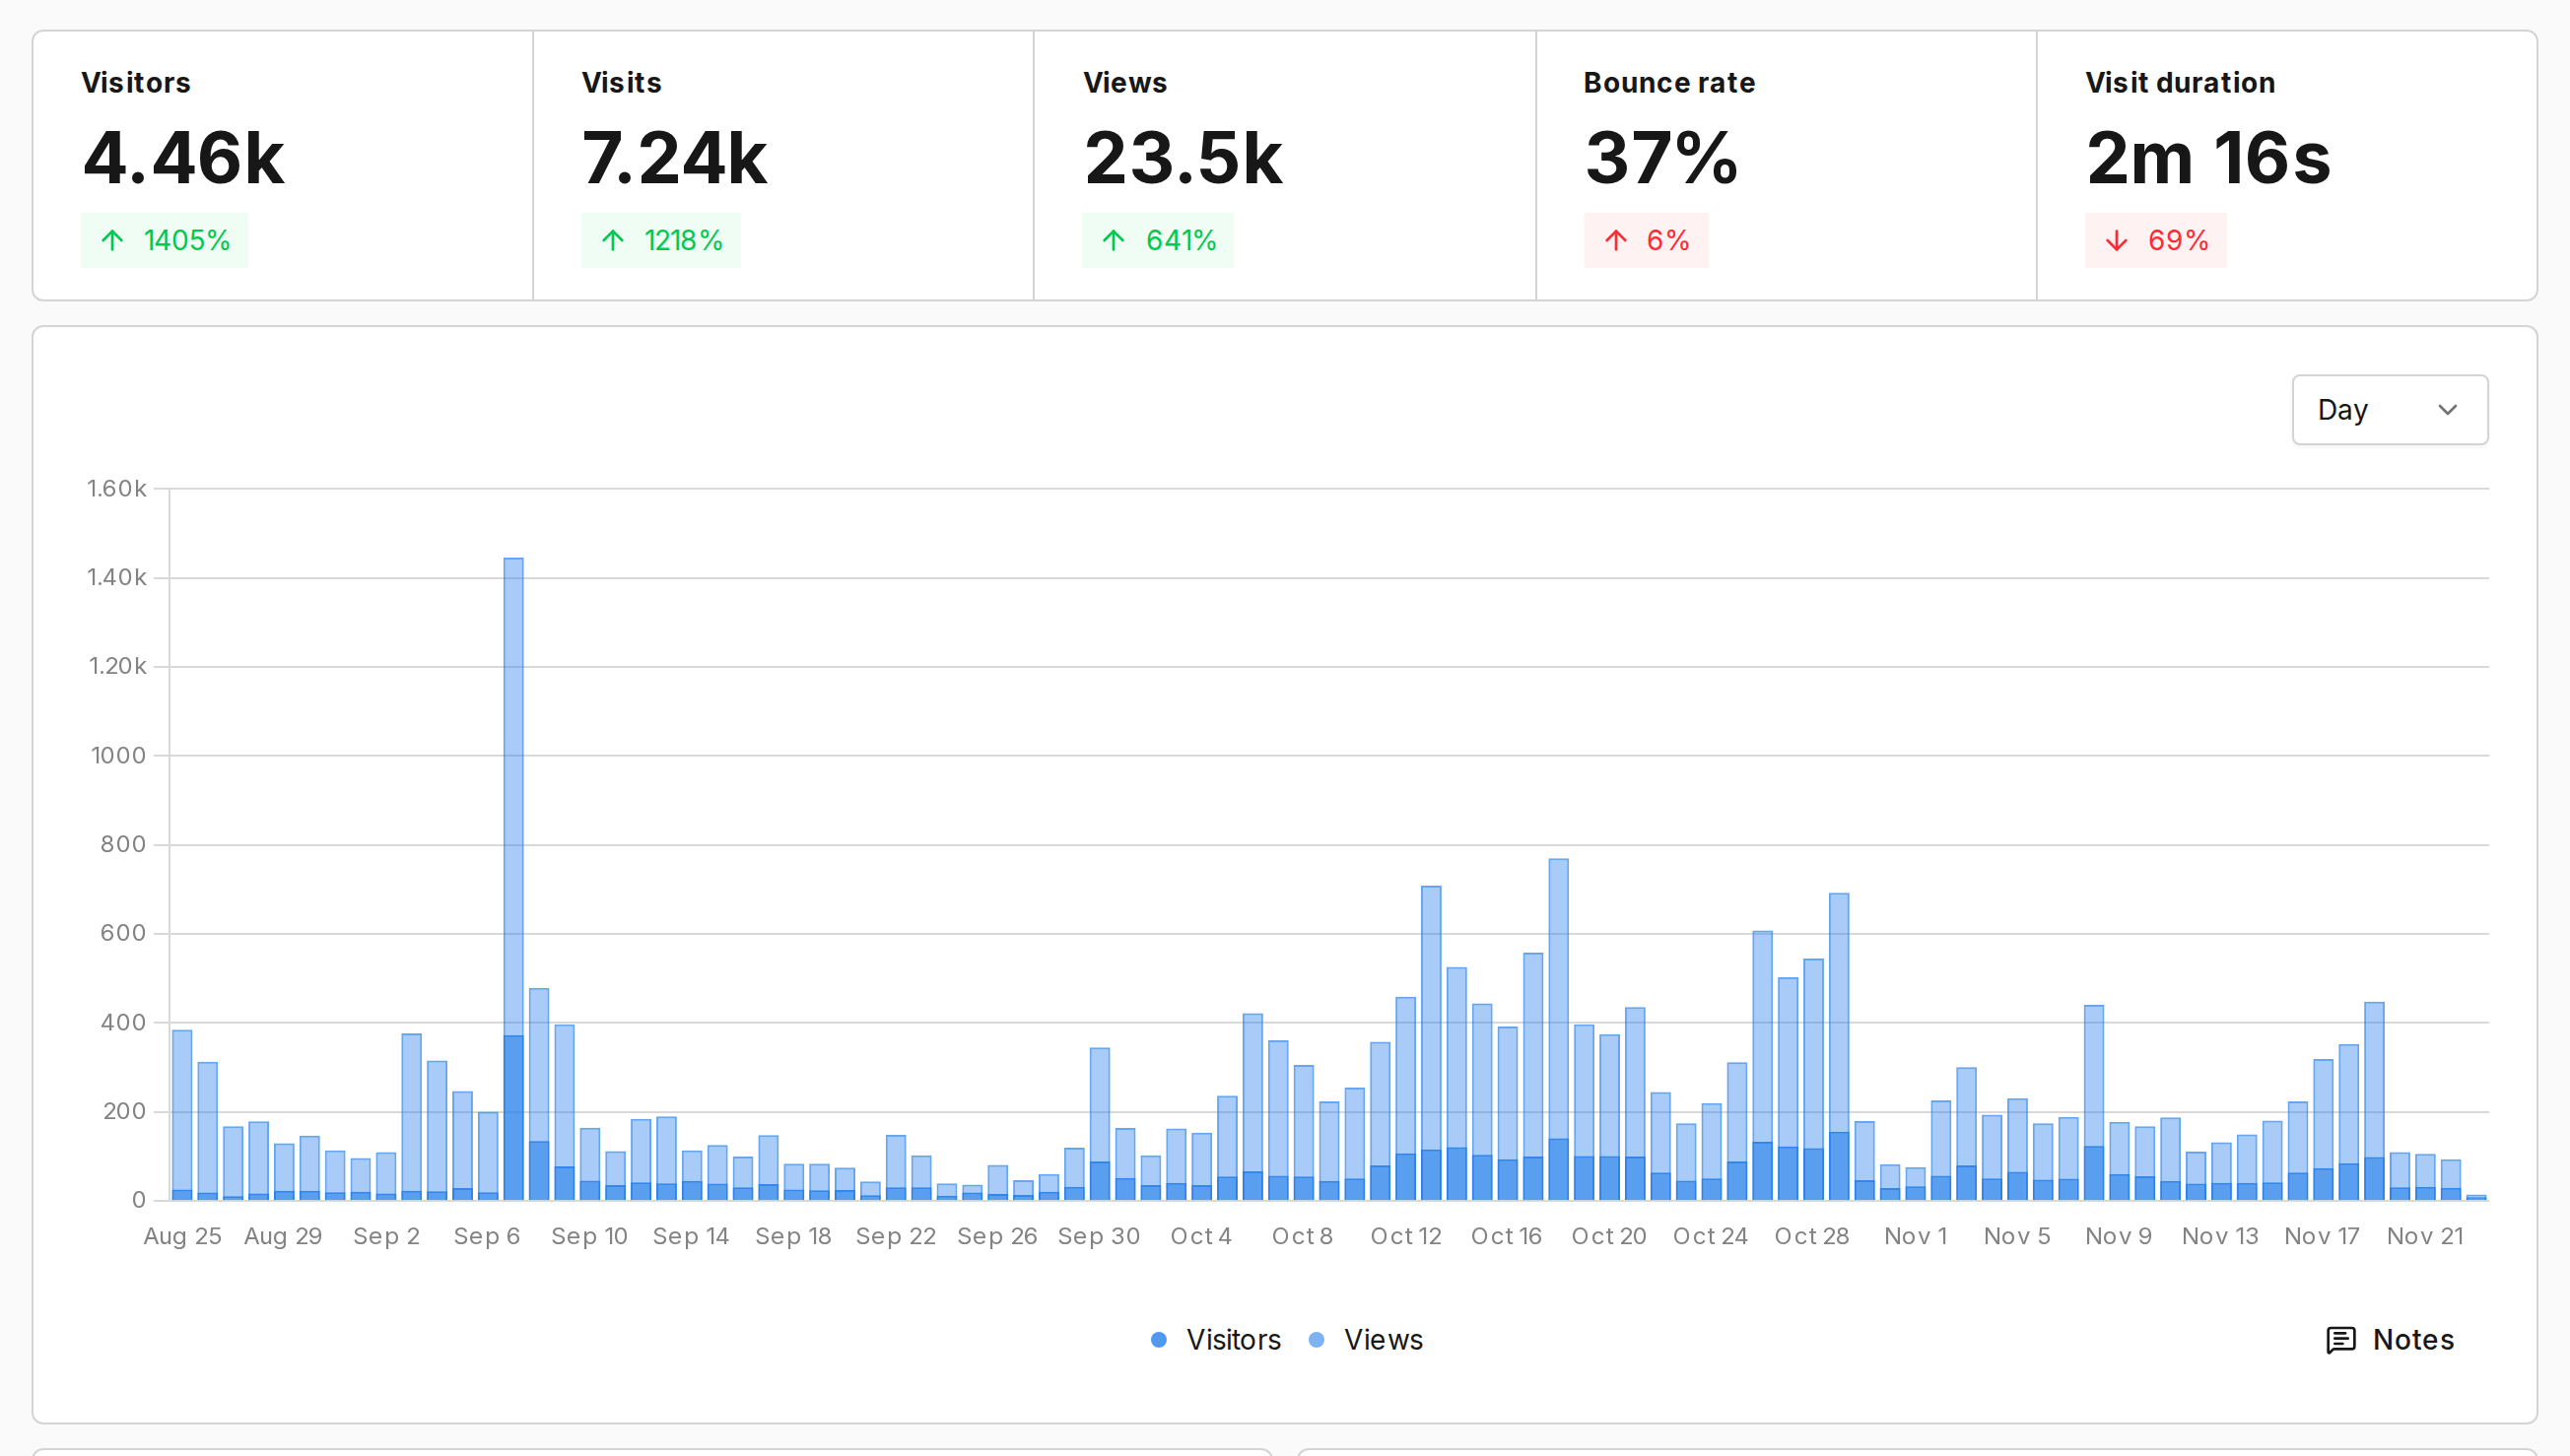 Visitors Visits Views Bounce rate Visit duration
4.46k 7.24k 23.5k 37% 2m 16s
↑ 1405% ↑ 1218% ↑ 641% ↑ 6% ↓ 69%
Day
1.60k
1.40k
1.20k
1000
800
600
400
200
0
Aug 25 Aug 29 Sep 2 Sep 6 Sep 10 Sep 14 Sep 18 Sep 22 Sep 26 Sep 30 Oct 4 Oct 8 Oct 12 Oct 16 Oct 20 Oct 24 Oct 28 Nov 1 Nov 5 Nov 9 Nov 13 Nov 17 Nov 21
Visitors Views Notes